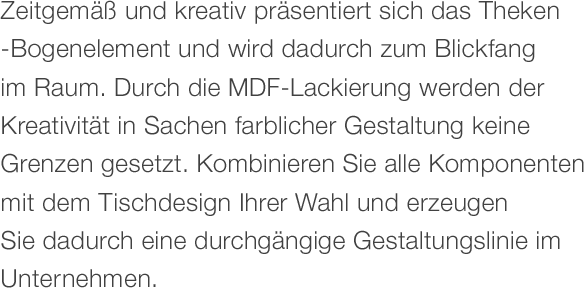 Zeitgemäß und kreativ präsentiert sich das Theken
-Bogenelement und wird dadurch zum Blickfang
im Raum. Durch die MDF-Lackierung werden der
Kreativität in Sachen farblicher Gestaltung keine
Grenzen gesetzt. Kombinieren Sie alle Komponenten
mit dem Tischdesign Ihrer Wahl und erzeugen
Sie dadurch eine durchgängige Gestaltungslinie im
Unternehmen.